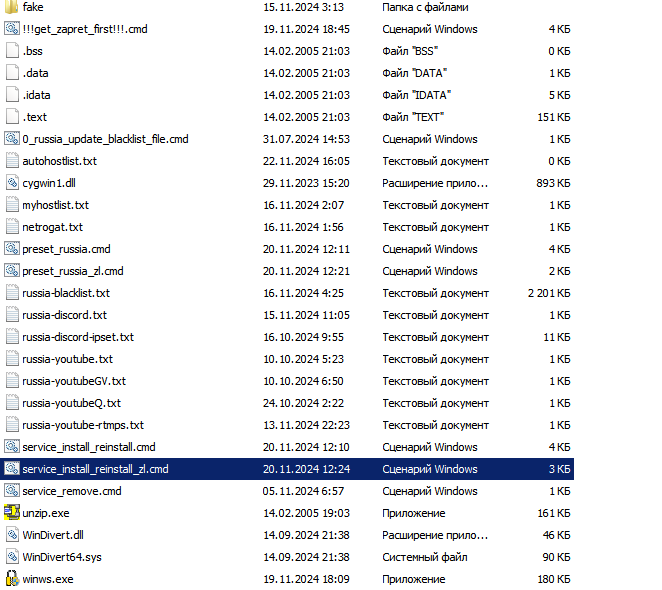 fake 15.11.2024 3:13 Папка с файлами
!!!get_zapret_first!!!.cmd 19.11.2024 18:45 Сценарий Windows 4 КБ
.bss 14.02.2005 21:03 Файл "BSS" 0 КБ
.data 14.02.2005 21:03 Файл "DATA" 1 КБ
.idata 14.02.2005 21:03 Файл "IDATA" 5 КБ
.text 14.02.2005 21:03 Файл "TEXT" 151 КБ
0_russia_update_blacklist_file.cmd 31.07.2024 14:53 Сценарий Windows 1 КБ
autohostlist.txt 22.11.2024 16:05 Текстовый документ 0 КБ
cygwin1.dll 29.11.2023 15:20 Расширение прило... 893 КБ
myhostlist.txt 16.11.2024 2:07 Текстовый документ 1 КБ
netrogat.txt 16.11.2024 1:56 Текстовый документ 1 КБ
preset_russia.cmd 20.11.2024 12:11 Сценарий Windows 4 КБ
preset_russia_zl.cmd 20.11.2024 12:21 Сценарий Windows 2 КБ
russia-blacklist.txt 16.11.2024 4:25 Текстовый документ 2 201 КБ
russia-discord.txt 15.11.2024 11:05 Текстовый документ 1 КБ
russia-discord-ipset.txt 16.10.2024 9:55 Текстовый документ 11 КБ
russia-youtube.txt 10.10.2024 5:23 Текстовый документ 1 КБ
russia-youtubeGV.txt 10.10.2024 6:50 Текстовый документ 1 КБ
russia-youtubeQ.txt 24.10.2024 2:22 Текстовый документ 1 КБ
russia-youtube-rtmps.txt 13.11.2024 22:23 Текстовый документ 1 КБ
service_install_reinstall.cmd 20.11.2024 12:10 Сценарий Windows 4 КБ
service_install_reinstall_zl.cmd 20.11.2024 12:24 Сценарий Windows 3 КБ
service_remove.cmd 05.11.2024 6:57 Сценарий Windows 1 КБ
unzip.exe 14.02.2005 19:03 Приложение 161 КБ
WinDivert.dll 14.09.2024 21:38 Расширение прило... 46 КБ
WinDivert64.sys 14.09.2024 21:38 Системный файл 90 КБ
winws.exe 19.11.2024 18:09 Приложение 180 КБ